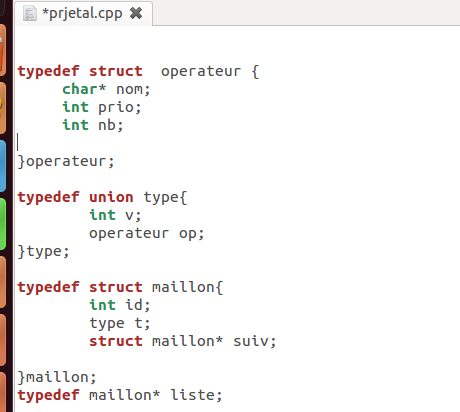 *prjetal.cpp
typedef struct  operateur {
char* nom;
int prio;
int nb;
}operateur;
typedef union type{
int v;
operateur op;
}type;
typedef struct maillon{
int id;
type t;
struct maillon* suiv;
}maillon;
typedef maillon* liste;